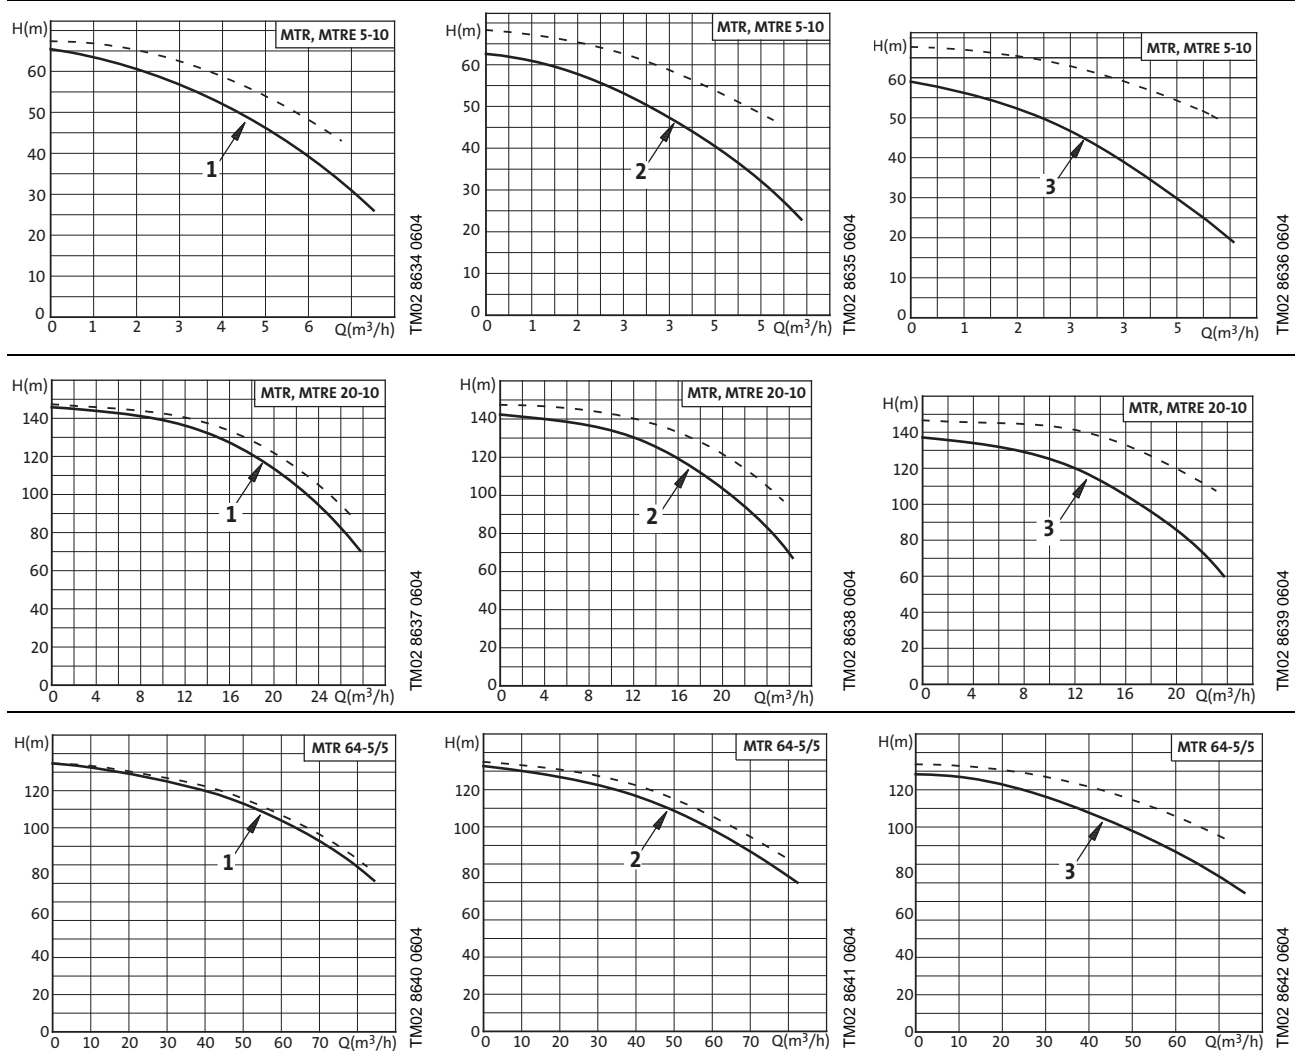 H(m)
MTR, MTRE 5-10
60
50
40
30
20
10
0
1
0 1 2 3 4 5 6 Q(m³/h)
TM02 8634 0604
H(m)
MTR, MTRE 5-10
60
50
40
30
20
10
0
2
0 1 2 3 3 5 5 Q(m³/h)
TM02 8635 0604
H(m)
MTR, MTRE 5-10
60
50
40
30
20
10
0
3
0 1 2 3 3 5 Q(m³/h)
TM02 8636 0604
H(m)
MTR, MTRE 20-10
140
120
100
80
60
40
20
0
1
0 4 8 12 16 20 24 Q(m³/h)
TM02 8637 0604
H(m)
MTR, MTRE 20-10
140
120
100
80
60
40
20
0
2
0 4 8 12 16 20 Q(m³/h)
TM02 8638 0604
H(m)
MTR, MTRE 20-10
140
120
100
80
60
40
20
0
3
0 4 8 12 16 20 Q(m³/h)
TM02 8639 0604
H(m)
MTR 64-5/5
120
100
80
60
40
20
0
1
0 10 20 30 40 50 60 70 Q(m³/h)
TM02 8640 0604
H(m)
MTR 64-5/5
120
100
80
60
40
20
0
2
0 10 20 30 40 50 60 70 Q(m³/h)
TM02 8641 0604
H(m)
MTR 64-5/5
120
100
80
60
40
20
0
3
0 10 20 30 40 50 60 Q(m³/h)
TM02 8642 0604